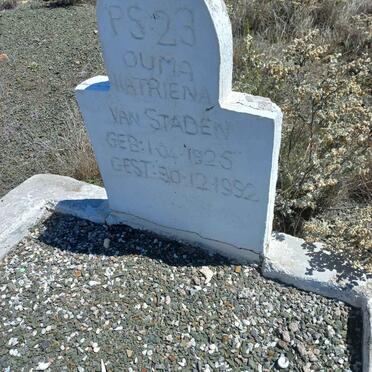 PS-23
OUMA
KATRIENA
VAN STADEN
GEB: 1-04-1925
GEST: 30-12-1992